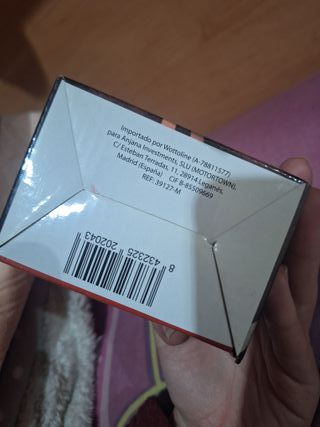 Importado por Wottoline (A-78811577)
para Anjana Investments, SLU (MOTORTOWN),
C/ Esteban Terradas, 11, 28914 Leganés,
Madrid (España) CIF B-85509669
REF: 39127-M
8 432325 202043